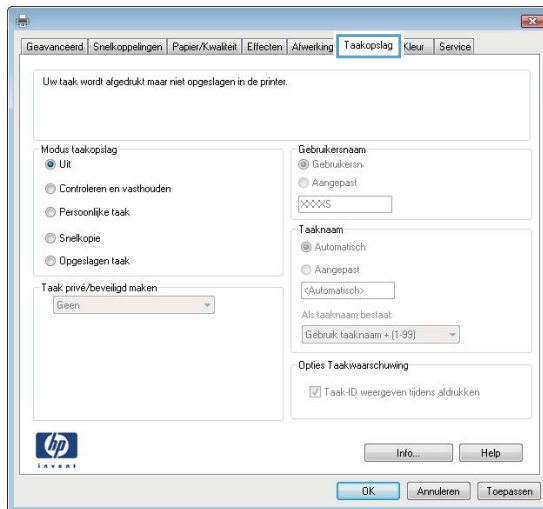 Geavanceerd Snelkoppelingen Papier/Kwaliteit Effecten Afwerking Taakopslag Kleur Service
Uw taak wordt afgedrukt maar niet opgeslagen in de printer.
Modus taakopslag
Uit
Controleren en vasthouden
Persoonlijke taak
Snelkopie
Opgeslagen taak
Taak privé/beveiligd maken
Geen
Gebruikersnaam
Gebruikersn.
Aangepast
XXXXS
Taaknaam
Automatisch
Aangepast
<Automatisch>
Als taaknaam bestaat:
Gebruik taaknaam + (1-99)
Opties Taakwaarschuwing
Taak-ID weergeven tijdens afdrukken
hp
invent
Info... Help
OK Annuleren Toepassen